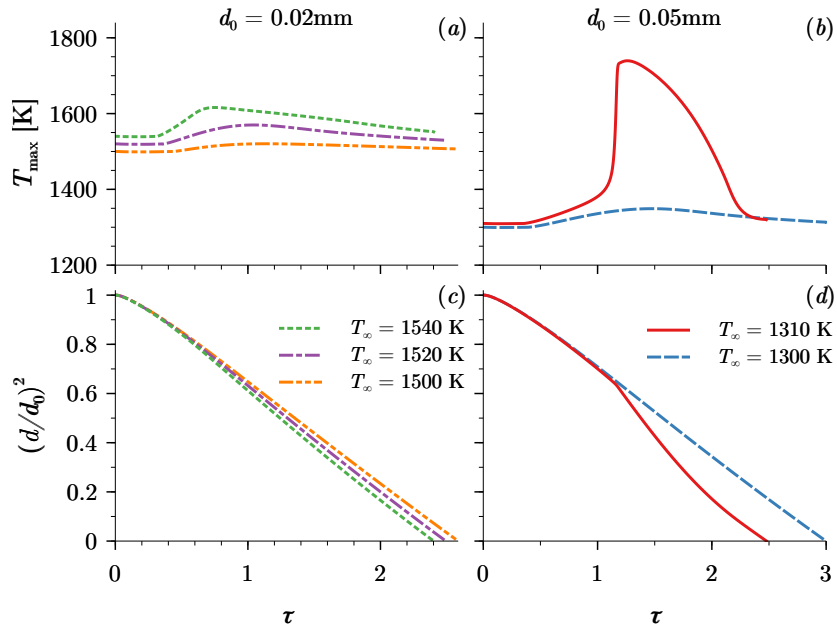 d₀ = 0.02mm
d₀ = 0.05mm
(a)
(b)
T_max [K]
1800
1600
1400
1200
(c)
(d)
(d/d₀)²
1
0.8
0.6
0.4
0.2
0
T∞ = 1540 K
T∞ = 1520 K
T∞ = 1500 K
T∞ = 1310 K
T∞ = 1300 K
0
1
2
0
1
2
3
τ
τ